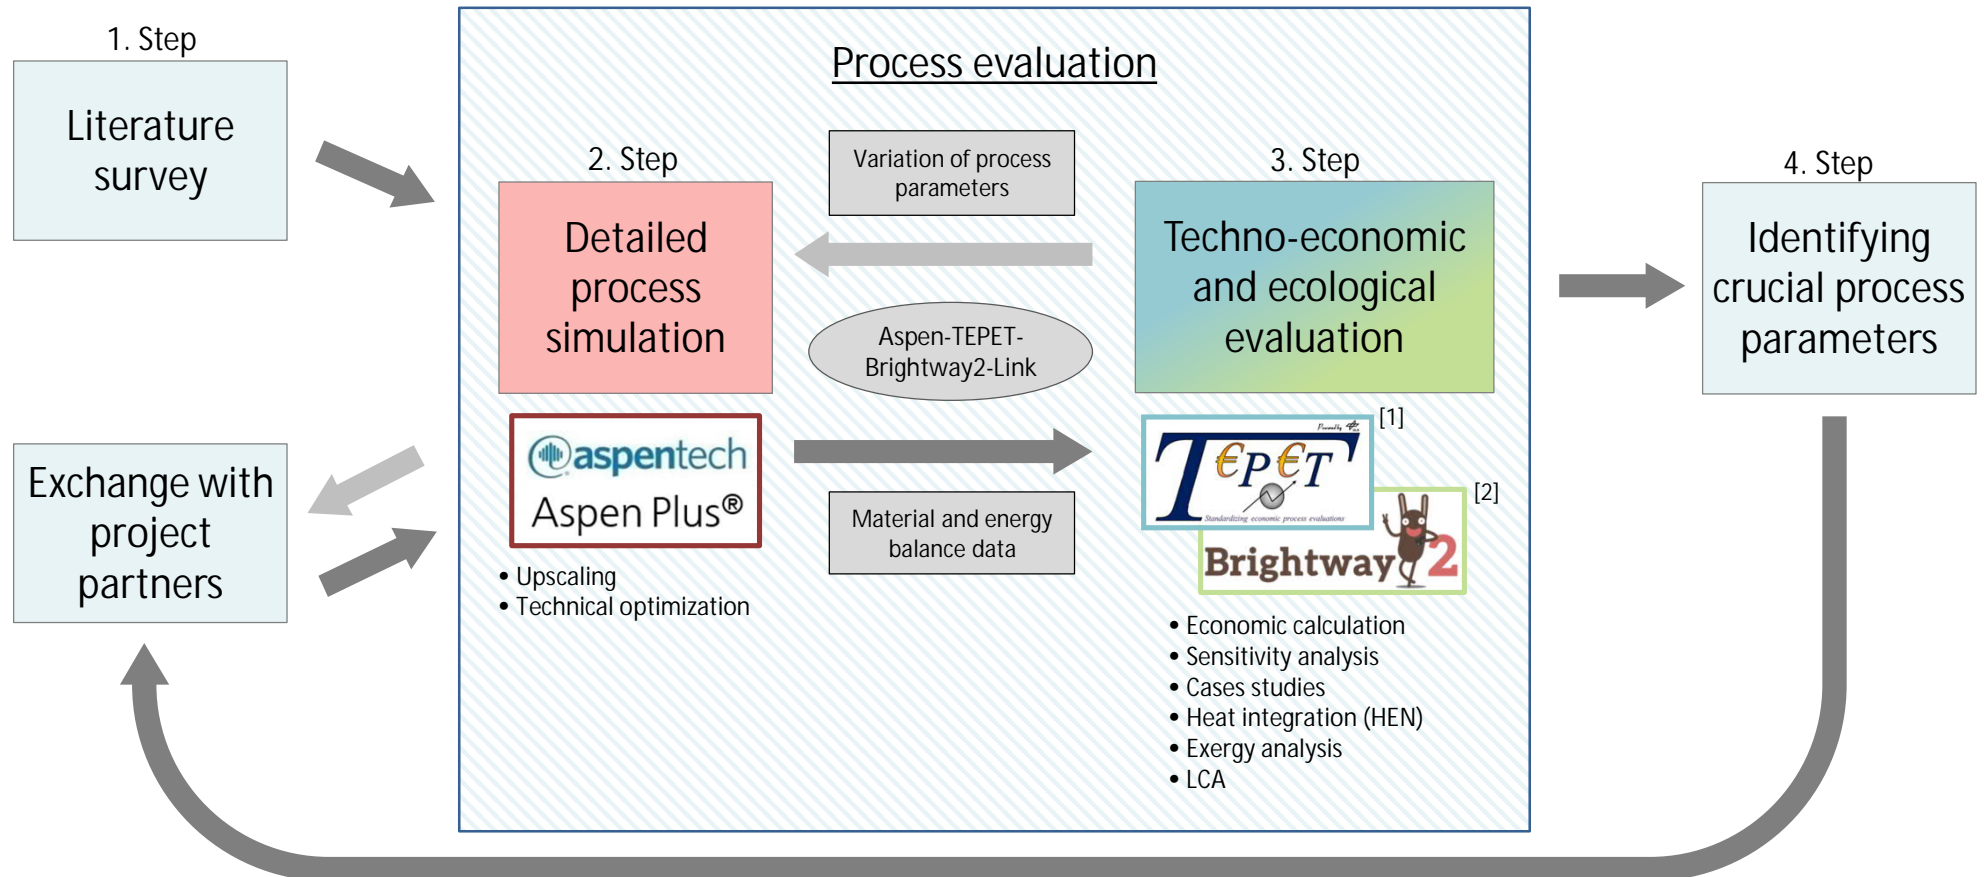 1. Step
Literature
survey
Exchange with
project
partners
Process evaluation
2. Step
Detailed
process
simulation
aspentech
Aspen Plus®
• Upscaling
• Technical optimization
Variation of process
parameters
Aspen-TEPET-
Brightway2-Link
Material and energy
balance data
3. Step
Techno-economic
and ecological
evaluation
Powered by
T€P€T
Standardizing economic process evaluations
[1]
Brightway2
[2]
• Economic calculation
• Sensitivity analysis
• Cases studies
• Heat integration (HEN)
• Exergy analysis
• LCA
4. Step
Identifying
crucial process
parameters